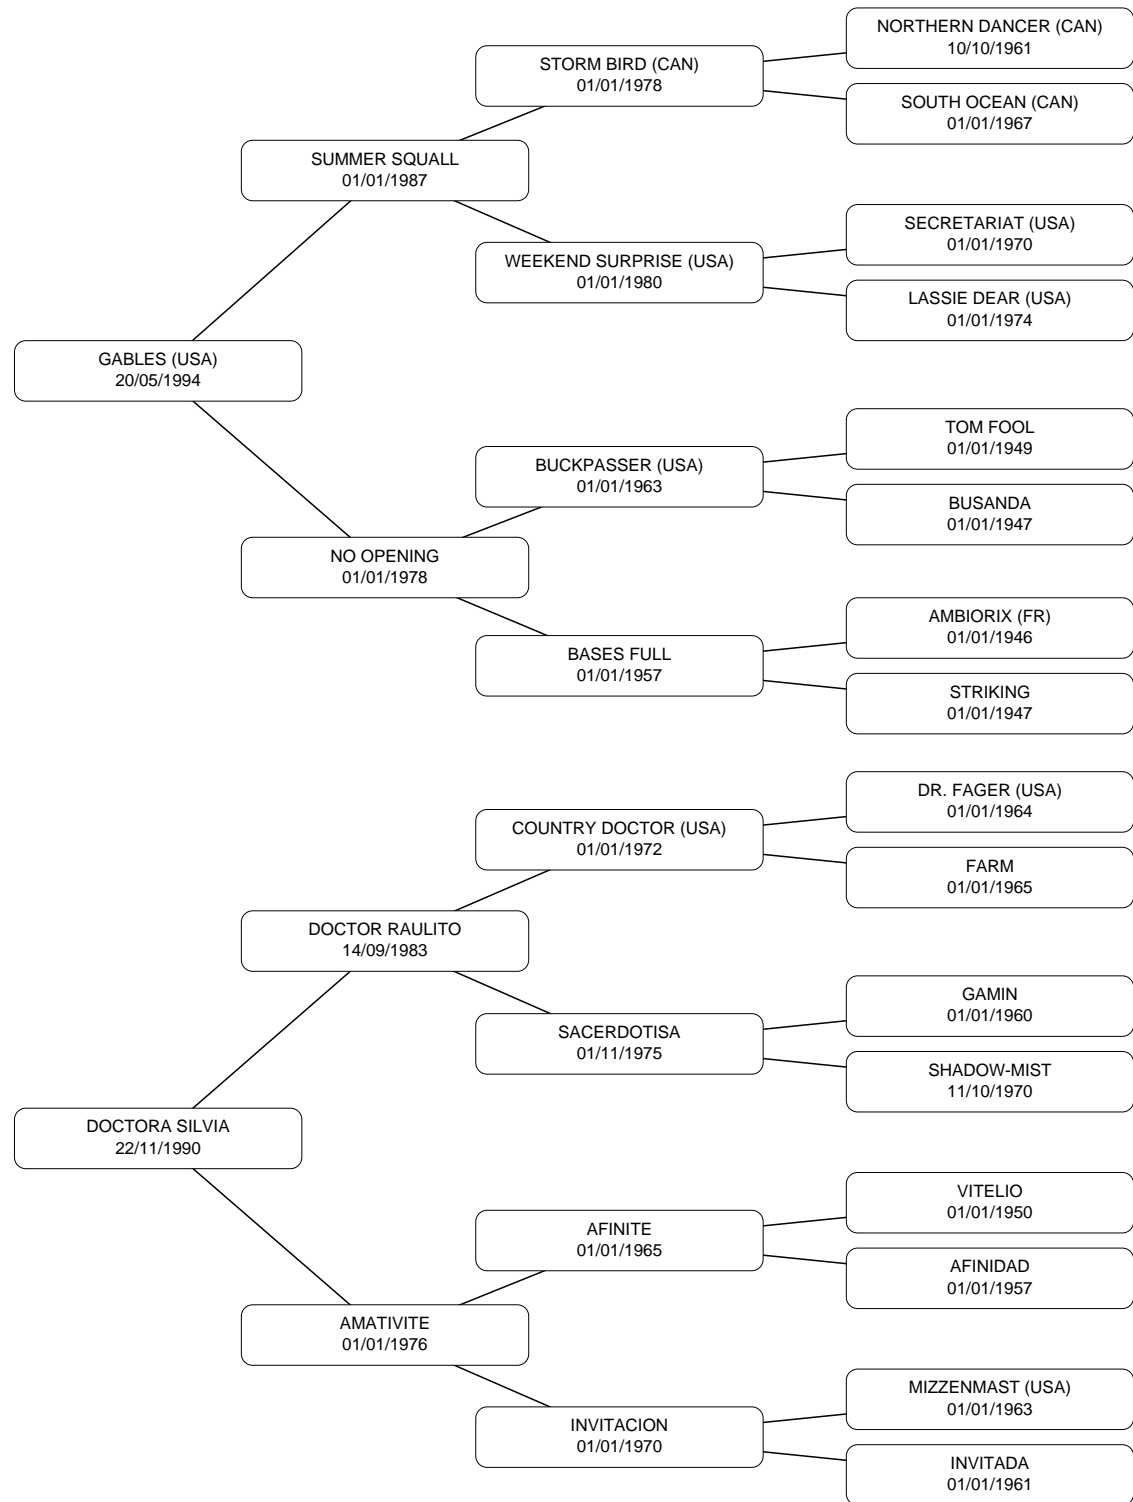 NORTHERN DANCER (CAN)
10/10/1961
STORM BIRD (CAN)
01/01/1978
SOUTH OCEAN (CAN)
01/01/1967
SUMMER SQUALL
01/01/1987
SECRETARIAT (USA)
01/01/1970
WEEKEND SURPRISE (USA)
01/01/1980
LASSIE DEAR (USA)
01/01/1974
GABLES (USA)
20/05/1994
TOM FOOL
01/01/1949
BUCKPASSER (USA)
01/01/1963
BUSANDA
01/01/1947
NO OPENING
01/01/1978
AMBIORIX (FR)
01/01/1946
BASES FULL
01/01/1957
STRIKING
01/01/1947
DR. FAGER (USA)
01/01/1964
COUNTRY DOCTOR (USA)
01/01/1972
FARM
01/01/1965
DOCTOR RAULITO
14/09/1983
GAMIN
01/01/1960
SACERDOTISA
01/11/1975
SHADOW-MIST
11/10/1970
DOCTORA SILVIA
22/11/1990
VITELIO
01/01/1950
AFINITE
01/01/1965
AFINIDAD
01/01/1957
AMATIVITE
01/01/1976
MIZZENMAST (USA)
01/01/1963
INVITACION
01/01/1970
INVITADA
01/01/1961